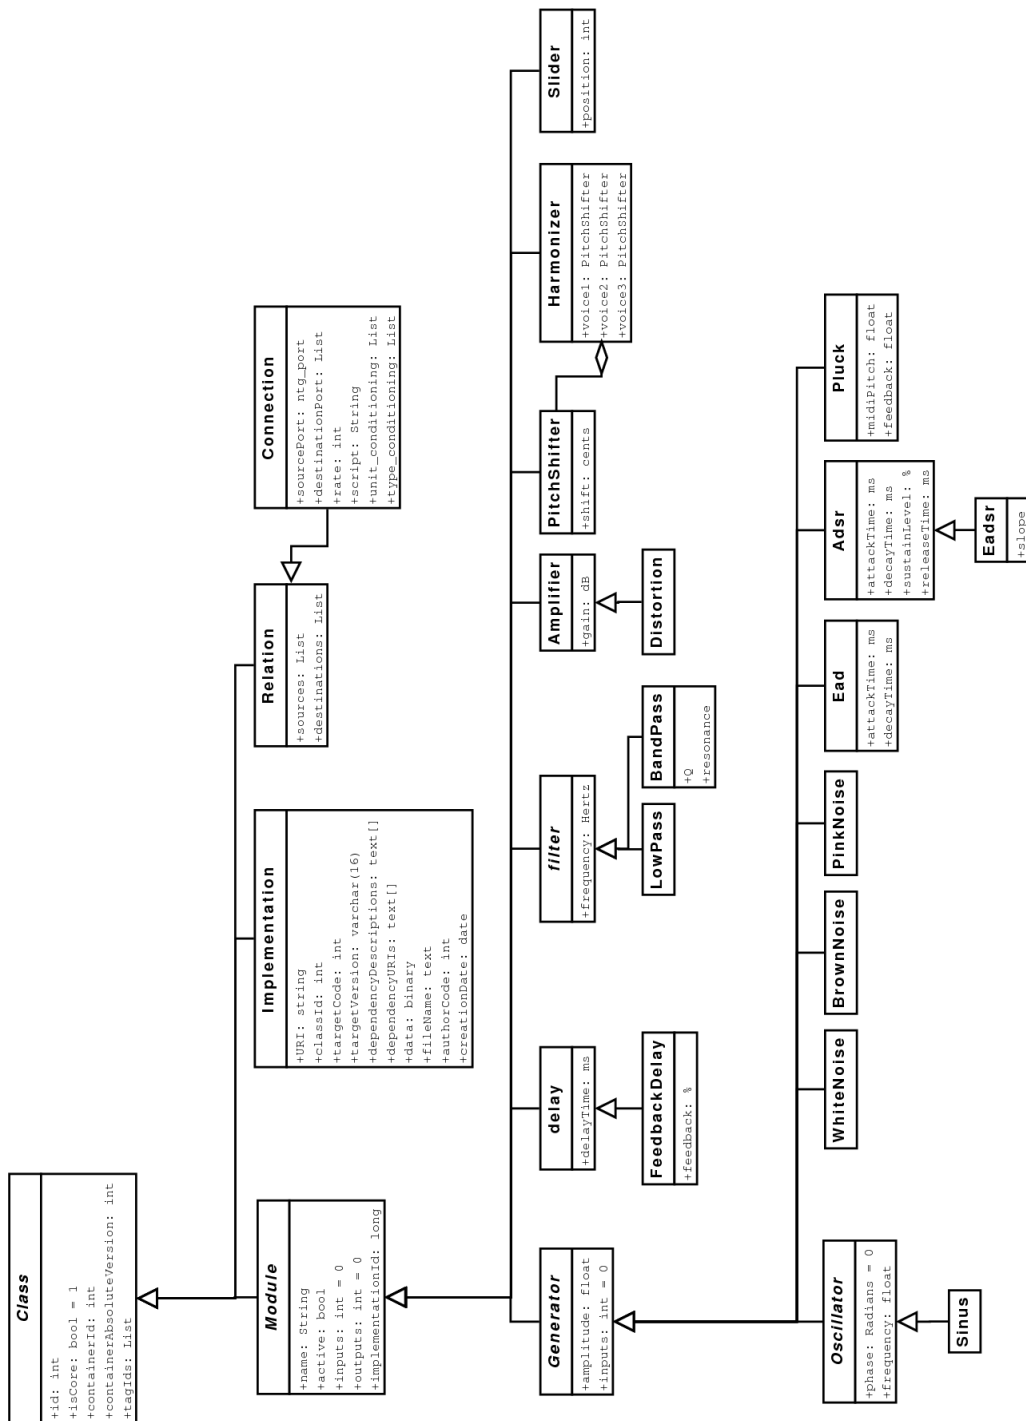 Class
+id: int
+isCore: bool = 1
+containerId: int
+containerAbsoluteVersion: int
+tagIds: List
Module
+name: String
+active: bool
+inputs: int = 0
+outputs: int = 0
+implementationId: long
Implementation
+URI: string
+classId: int
+targetCode: int
+targetVersion: varchar(16)
+dependencyDescriptions: text[]
+dependencyURIs: text[]
+data: binary
+fileName: text
+authorCode: int
+creationDate: date
Relation
+sources: List
+destinations: List
Connection
+sourcePort: ntg_port
+destinationPort: List
+rate: int
+script: String
+unit_conditioning: List
+type_conditioning: List
Generator
+amplitude: float
+inputs: int = 0
delay
+delayTime: ms
filter
+frequency: Hertz
Amplifier
+gain: dB
PitchShifter
+shift: cents
Harmonizer
+voice1: PitchShifter
+voice2: PitchShifter
+voice3: PitchShifter
Slider
+position: int
FeedbackDelay
+feedback: %
LowPass
BandPass
+Q
+resonance
Distortion
Oscillator
+phase: Radians = 0
+frequency: float
WhiteNoise
BrownNoise
PinkNoise
Ead
+attackTime: ms
+decayTime: ms
Adsr
+attackTime: ms
+decayTime: ms
+sustainLevel: %
+releaseTime: ms
Pluck
+midiPitch: float
+feedback: float
Sinus
Eadsr
+slope